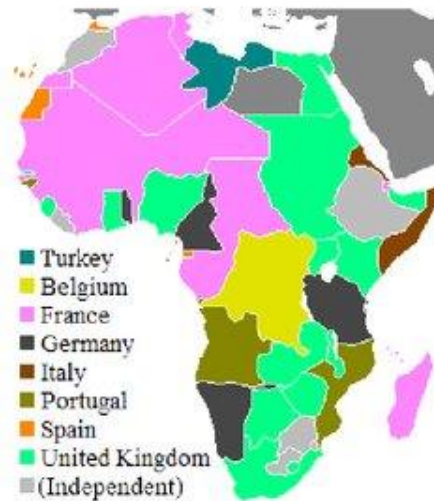 Turkey
Belgium
France
Germany
Italy
Portugal
Spain
United Kingdom
(Independent)